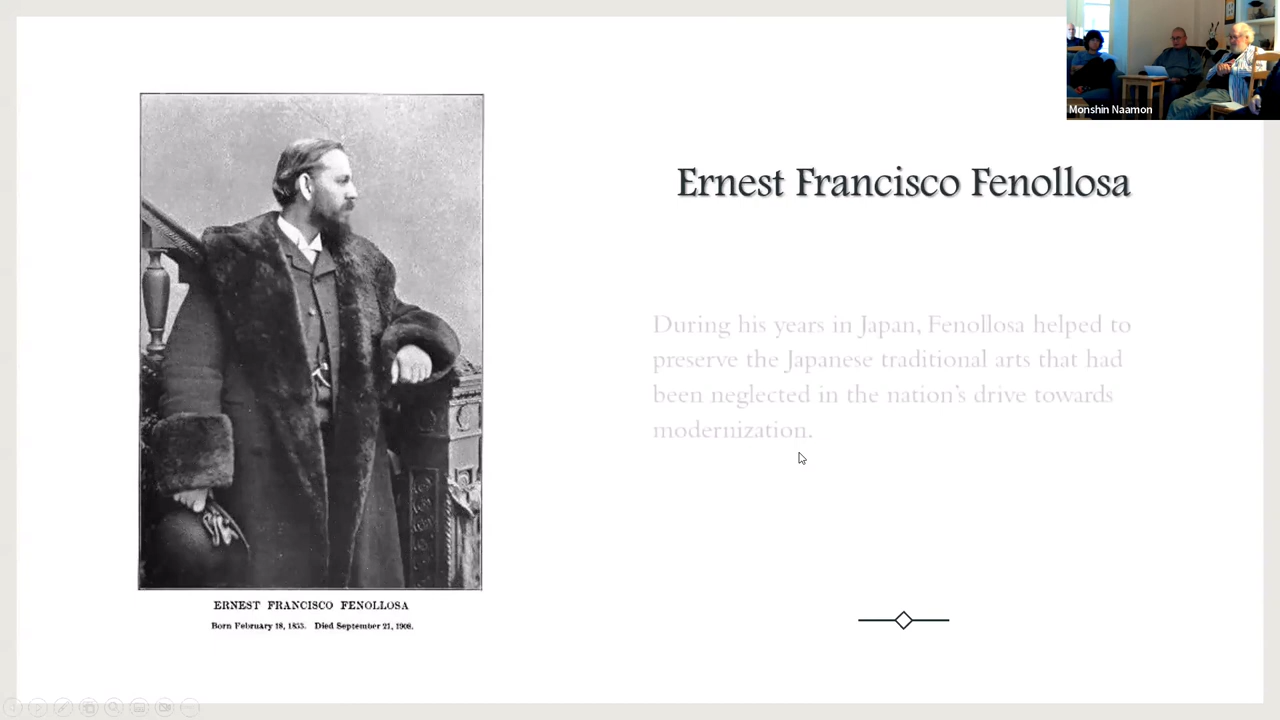 Monshin Naamon
Ernest Francisco Fenollosa
During his years in Japan, Fenollosa helped to
preserve the Japanese traditional arts that had
been neglected in the nation's drive towards
modernization.
ERNEST FRANCISCO FENOLLOSA
Born February 18, 1853. Died September 21, 1908.